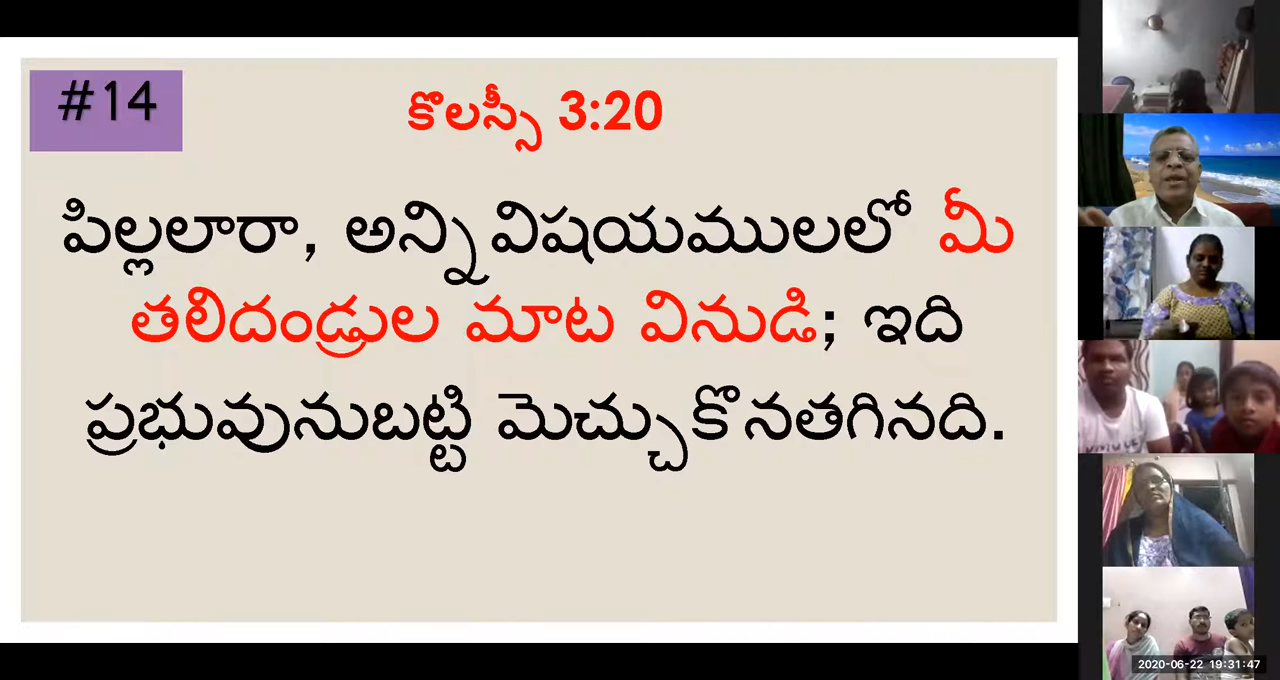 #14
కొలస్సీ 3:20
పిల్లలారా, అన్ని విషయములలో మీ
తలిదండ్రుల మాట వినుడి; ఇది
ప్రభువునుబట్టి మెచ్చుకొనతగినది.
2020-06-22 19:31:47